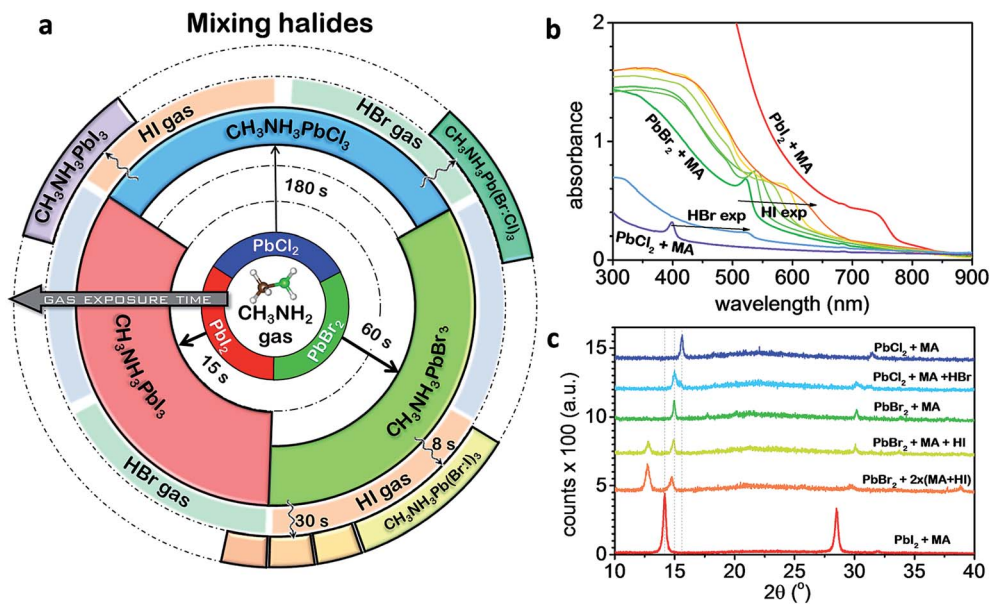 a
Mixing halides
HI gas
HBr gas
CH₃NH₃PbI₃
CH₃NH₃PbCl₃
CH₃NH₃Pb(Br:Cl)₃
180 s
PbCl₂
GAS EXPOSURE TIME
CH₃NH₂
gas
PbI₂
PbBr₂
15 s
60 s
CH₃NH₃PbI₃
CH₃NH₃PbBr₃
HBr gas
8 s
HI gas
30 s
CH₃NH₃Pb(Br:I)₃
b
absorbance
2
1
0
PbI₂ + MA
PbBr₂ + MA
HBr exp
HI exp
PbCl₂ + MA
300 400 500 600 700 800 900
wavelength (nm)
c
counts x 100 (a.u.)
15
10
5
0
PbCl₂ + MA
PbCl₂ + MA +HBr
PbBr₂ + MA
PbBr₂ + MA + HI
PbBr₂ + 2x(MA+HI)
PbI₂ + MA
10 15 20 25 30 35 40
2θ (°)